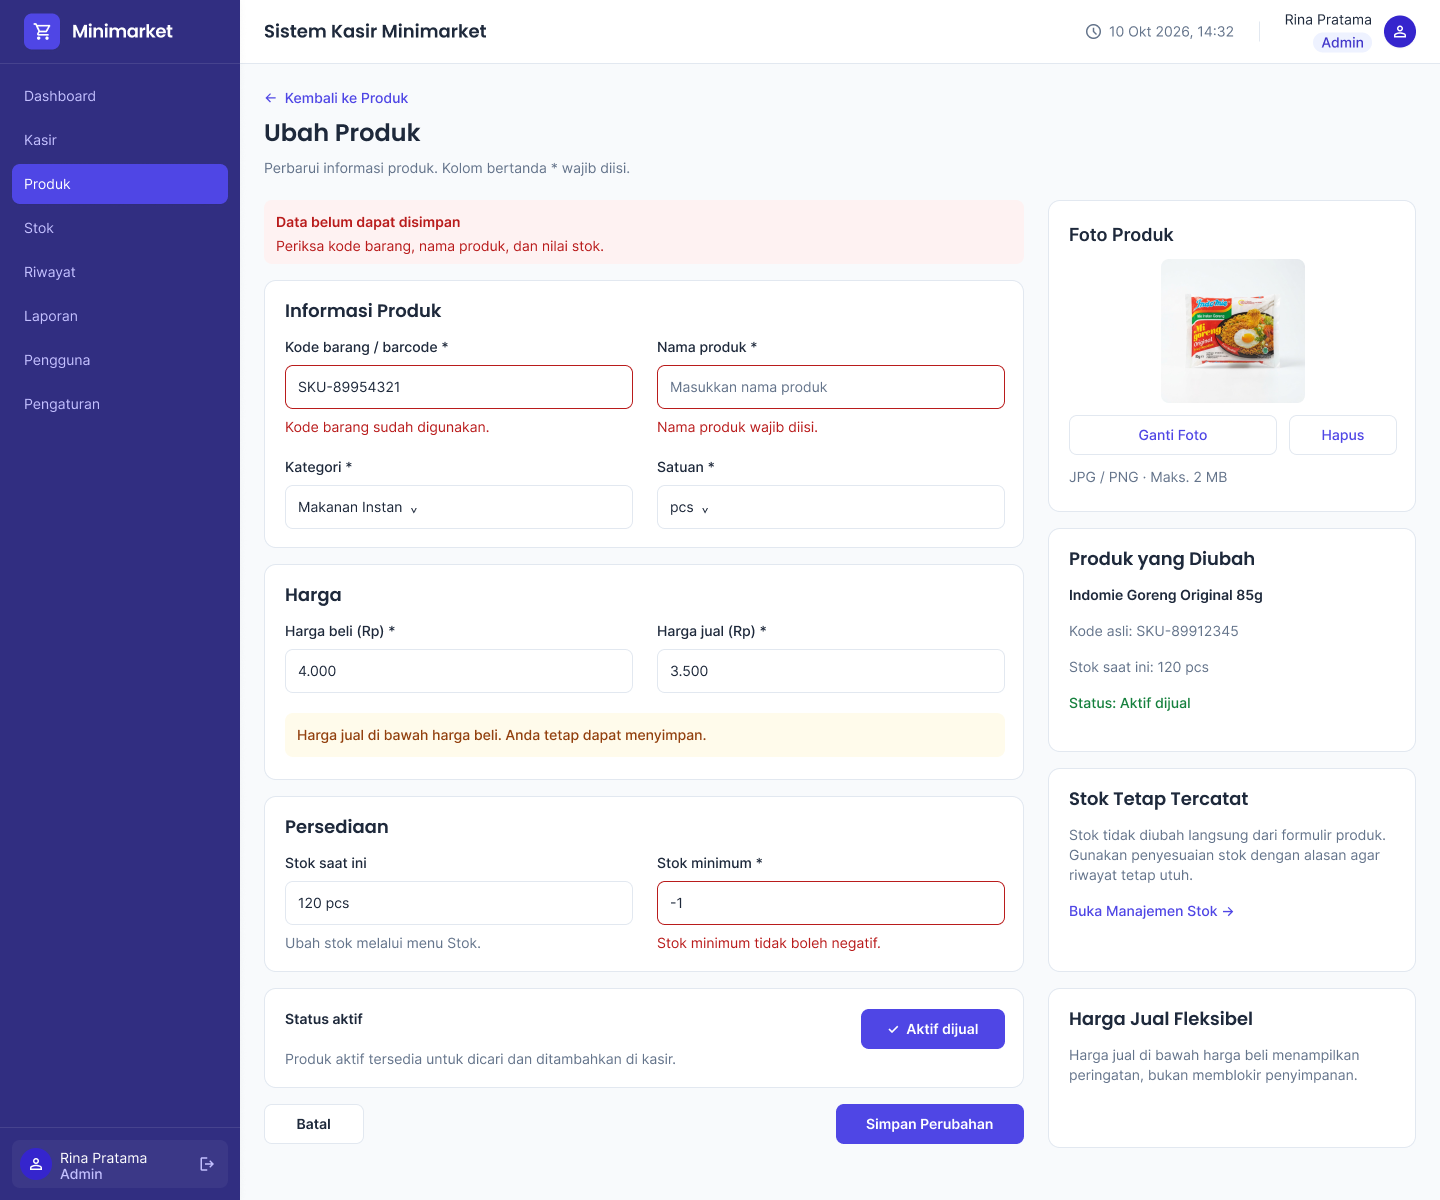 Minimarket
Dashboard
Kasir
Produk
Stok
Riwayat
Laporan
Pengguna
Pengaturan
Rina Pratama
Admin
Sistem Kasir Minimarket
10 Okt 2026, 14:32
Rina Pratama
Admin
← Kembali ke Produk
Ubah Produk
Perbarui informasi produk. Kolom bertanda * wajib diisi.
Data belum dapat disimpan
Periksa kode barang, nama produk, dan nilai stok.
Informasi Produk
Kode barang / barcode *
SKU-89954321
Kode barang sudah digunakan.
Nama produk *
Masukkan nama produk
Nama produk wajib diisi.
Kategori *
Makanan Instan
Satuan *
pcs
Harga
Harga beli (Rp) *
4.000
Harga jual (Rp) *
3.500
Harga jual di bawah harga beli. Anda tetap dapat menyimpan.
Persediaan
Stok saat ini
120 pcs
Ubah stok melalui menu Stok.
Stok minimum *
-1
Stok minimum tidak boleh negatif.
Status aktif
Produk aktif tersedia untuk dicari dan ditambahkan di kasir.
✓ Aktif dijual
Batal
Simpan Perubahan
Foto Produk
Indomie
Mi
goreng
Original
Ganti Foto
Hapus
JPG / PNG · Maks. 2 MB
Produk yang Diubah
Indomie Goreng Original 85g
Kode asli: SKU-89912345
Stok saat ini: 120 pcs
Status: Aktif dijual
Stok Tetap Tercatat
Stok tidak diubah langsung dari formulir produk.
Gunakan penyesuaian stok dengan alasan agar
riwayat tetap utuh.
Buka Manajemen Stok →
Harga Jual Fleksibel
Harga jual di bawah harga beli menampilkan
peringatan, bukan memblokir penyimpanan.